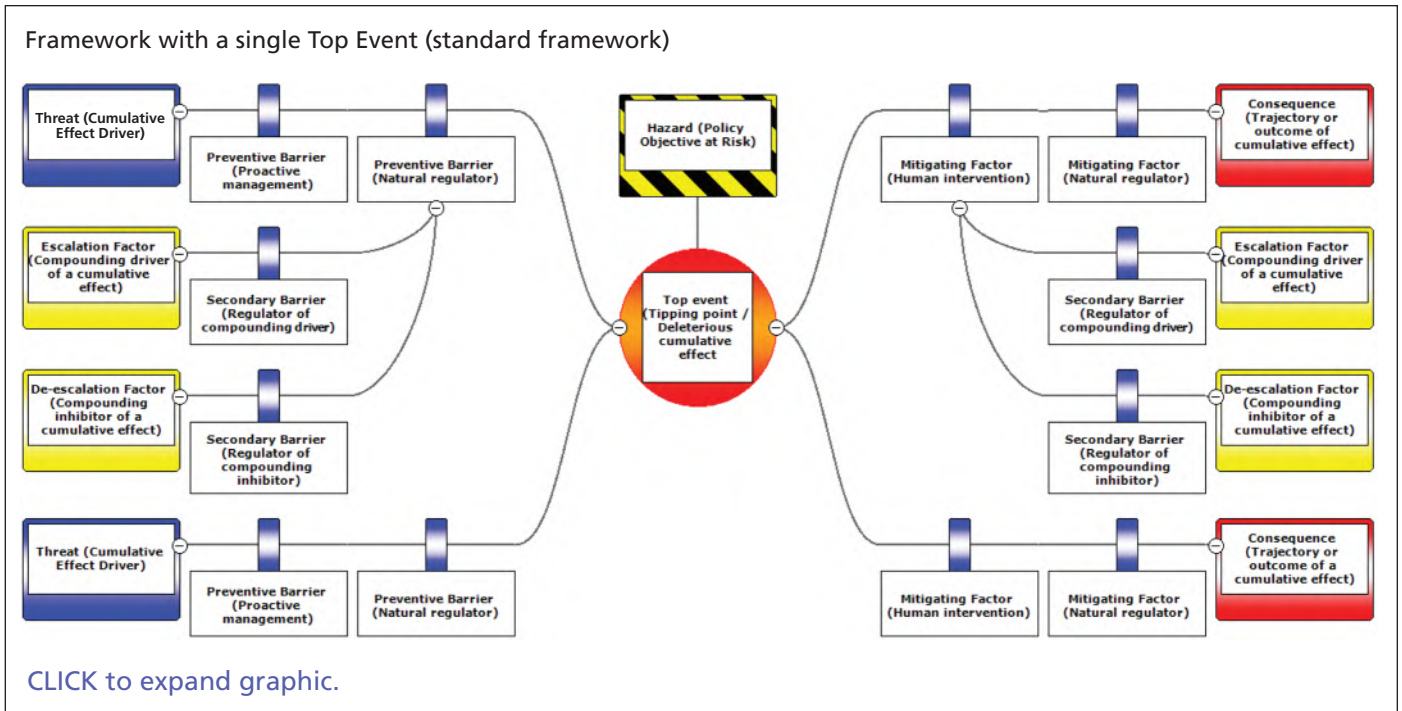 Framework with a single Top Event (standard framework)
Threat (Cumulative
Effect Driver)
Preventive Barrier
(Proactive
management)
Preventive Barrier
(Natural regulator)
Hazard (Policy
Objective at Risk)
Mitigating Factor
(Human intervention)
Mitigating Factor
(Natural regulator)
Consequence
(Trajectory or
outcome of
cumulative effect)
Escalation Factor
(Compounding driver
of a cumulative
effect)
Secondary Barrier
(Regulator of
compounding driver)
Top event
(Tipping point /
Deleterious
cumulative
effect
Secondary Barrier
(Regulator of
compounding driver)
Escalation Factor
(Compounding driver
of a cumulative
effect)
De-escalation Factor
(Compounding
inhibitor of a
cumulative effect)
Secondary Barrier
(Regulator of
compounding
inhibitor)
Secondary Barrier
(Regulator of
compounding
inhibitor)
De-escalation Factor
(Compounding
inhibitor of a
cumulative effect)
Threat (Cumulative
Effect Driver)
Preventive Barrier
(Proactive
management)
Preventive Barrier
(Natural regulator)
Mitigating Factor
(Human intervention)
Mitigating Factor
(Natural regulator)
Consequence
(Trajectory or
outcome of a
cumulative effect)
CLICK to expand graphic.